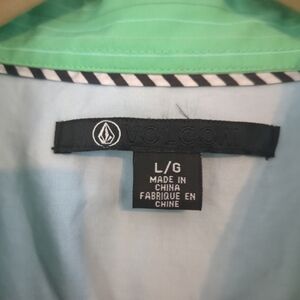 VOLCOM
L/G
MADE IN
CHINA
FABRIQUE EN
CHINE